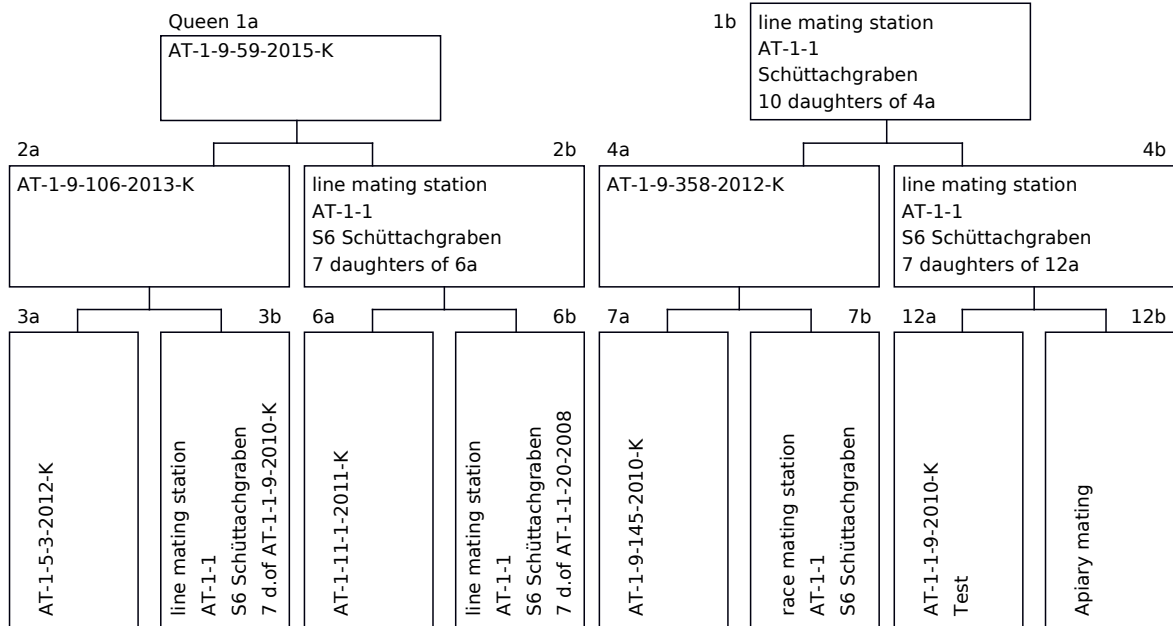 Queen 1a
AT-1-9-59-2015-K
1b
line mating station
AT-1-1
Schüttachgraben
10 daughters of 4a
2a
AT-1-9-106-2013-K
2b
line mating station
AT-1-1
S6 Schüttachgraben
7 daughters of 6a
4a
AT-1-9-358-2012-K
4b
line mating station
AT-1-1
S6 Schüttachgraben
7 daughters of 12a
3a
AT-1-5-3-2012-K
3b
line mating station
AT-1-1
S6 Schüttachgraben
7 d.of AT-1-1-9-2010-K
6a
AT-1-11-1-2011-K
6b
line mating station
AT-1-1
S6 Schüttachgraben
7 d.of AT-1-1-20-2008
7a
AT-1-9-145-2010-K
7b
race mating station
AT-1-1
S6 Schüttachgraben
12a
AT-1-1-9-2010-K
Test
12b
Apiary mating